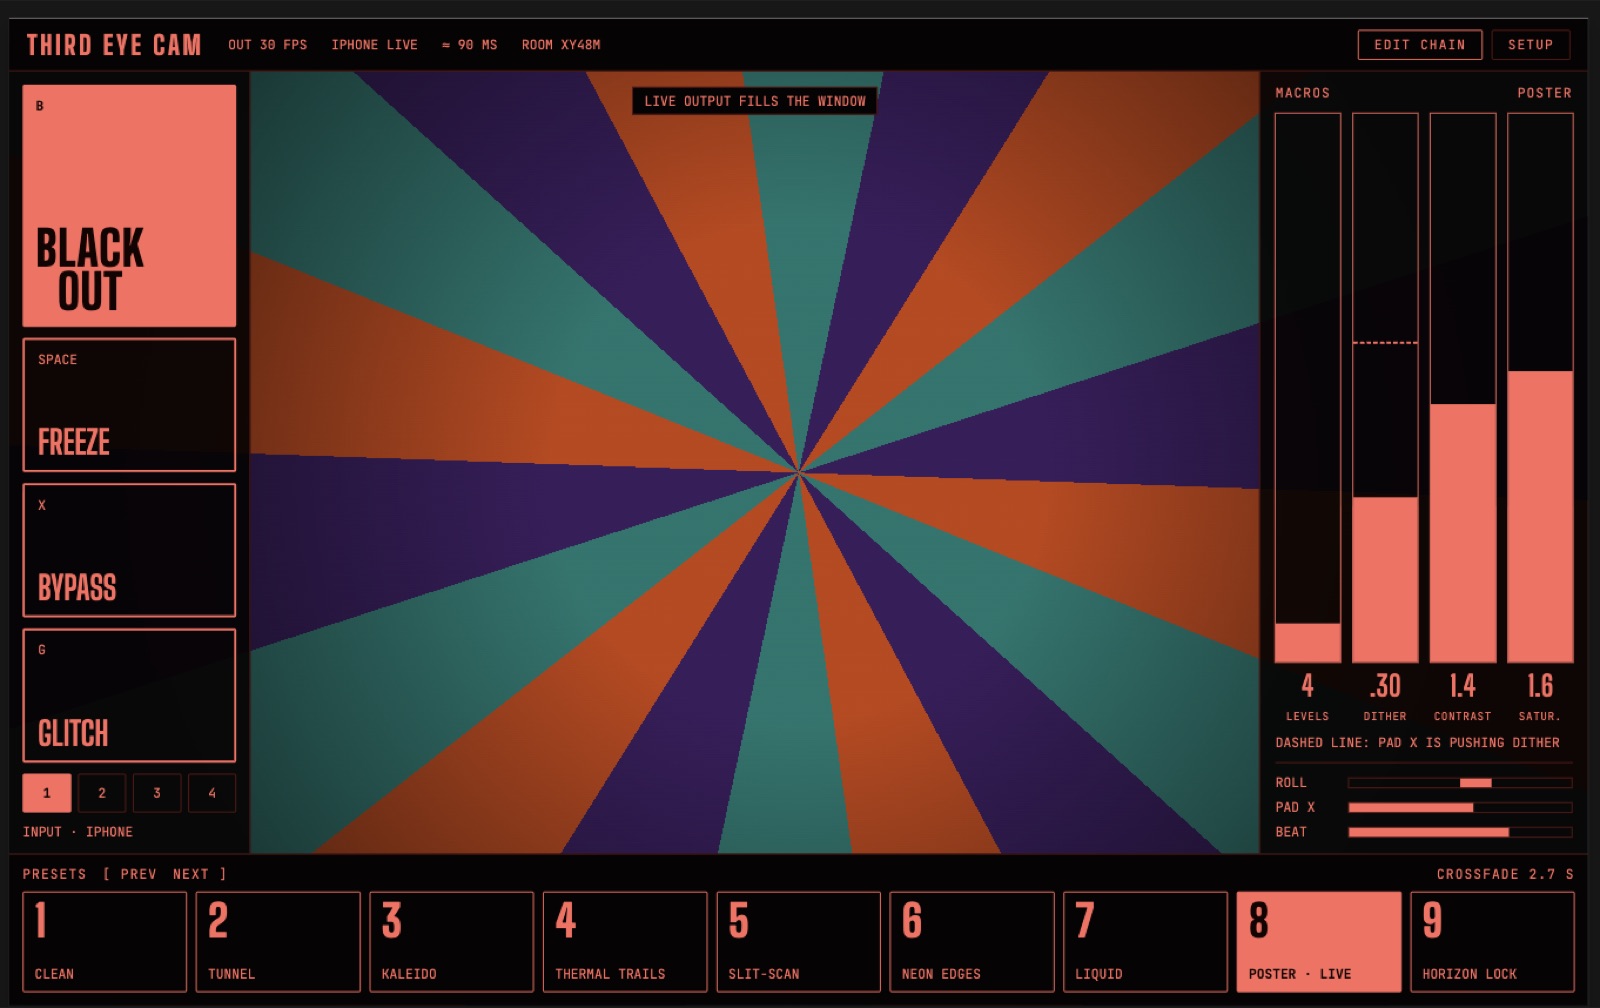 THIRD EYE CAM OUT 30 FPS IPHONE LIVE ≈ 90 MS ROOM XY48M EDIT CHAIN SETUP
B
BLACK
OUT
SPACE
FREEZE
X
BYPASS
G
GLITCH
1 2 3 4
INPUT · IPHONE
LIVE OUTPUT FILLS THE WINDOW
MACROS POSTER
4 .30 1.4 1.6
LEVELS DITHER CONTRAST SATUR.
DASHED LINE: PAD X IS PUSHING DITHER
ROLL
PAD X
BEAT
PRESETS [ PREV NEXT ] CROSSFADE 2.7 S
1 2 3 4 5 6 7 8 9
CLEAN TUNNEL KALEIDO THERMAL TRAILS SLIT-SCAN NEON EDGES LIQUID POSTER · LIVE HORIZON LOCK